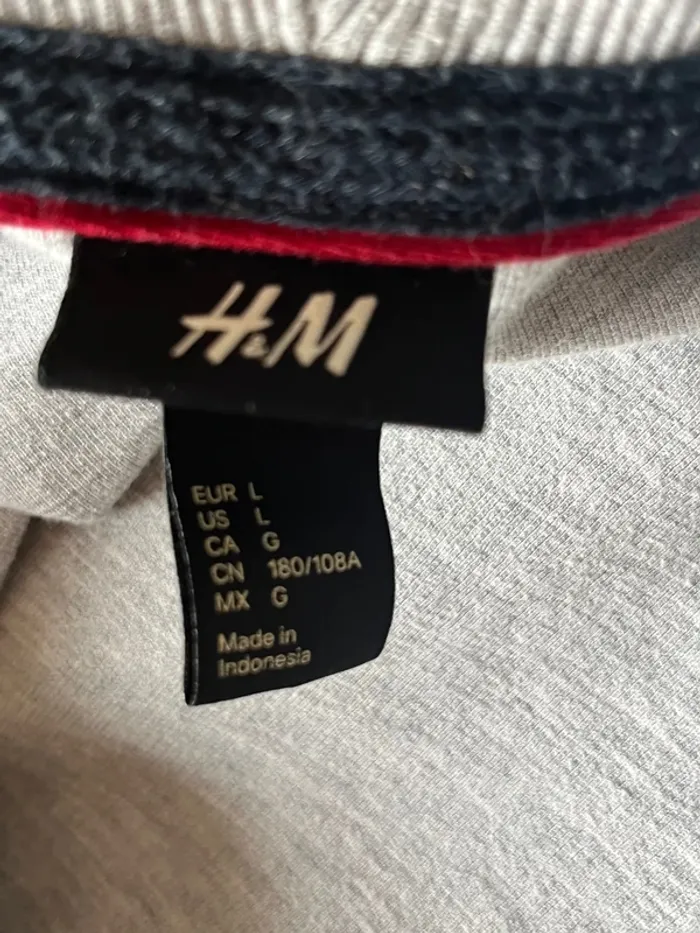 H&M
EUR L
US L
CA G
CN 180/108A
MX G
Made in
Indonesia